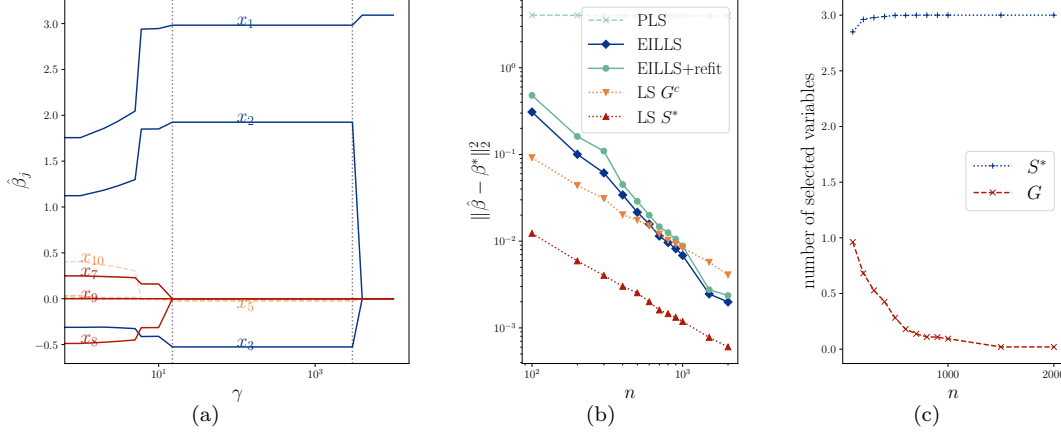 3.0
2.5
2.0
1.5
1.0
0.5
0.0
−0.5
β̂_j
x_1
x_2
x_10
x_7
x_9
x_5
x_8
x_3
10^1
10^3
γ
(a)
10^0
10^−1
10^−2
10^−3
‖β̂ − β*‖_2^2
PLS
EILLS
EILLS+refit
LS G^c
LS S*
10^2
10^3
n
(b)
3.0
2.5
2.0
1.5
1.0
0.5
0.0
number of selected variables
S*
G
1000
2000
n
(c)